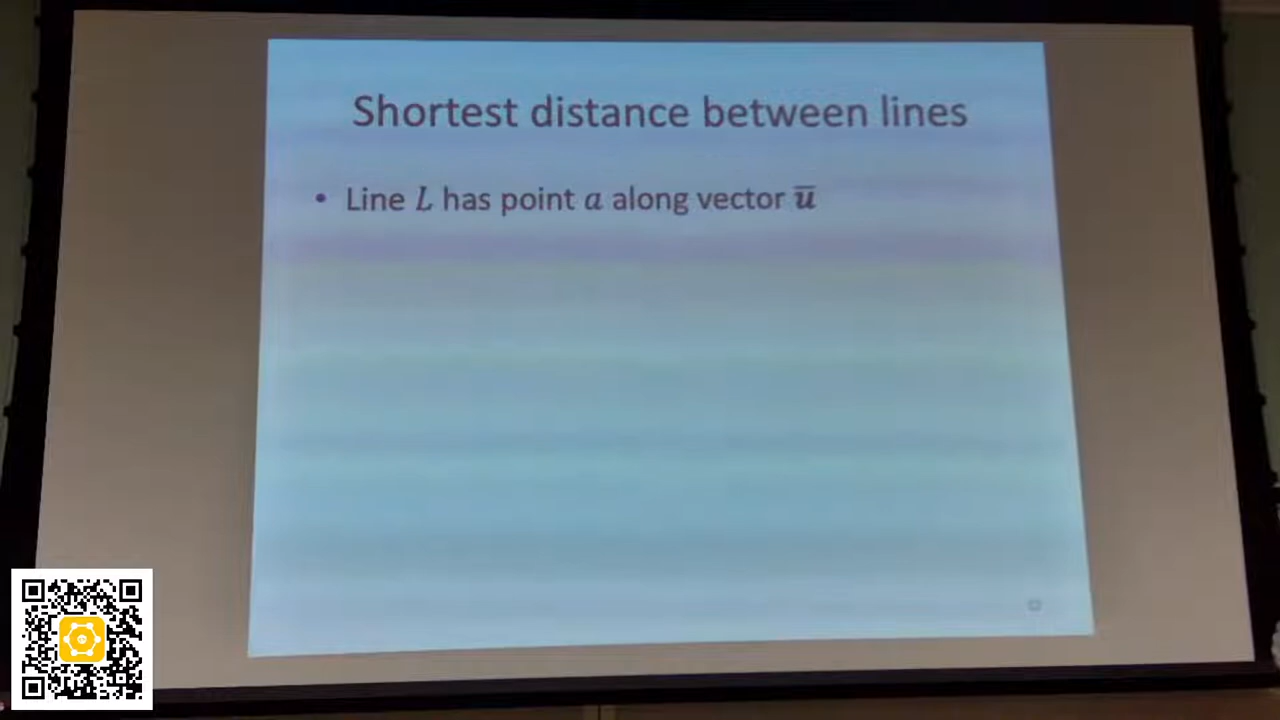 Shortest distance between lines
• Line L has point a along vector u̅